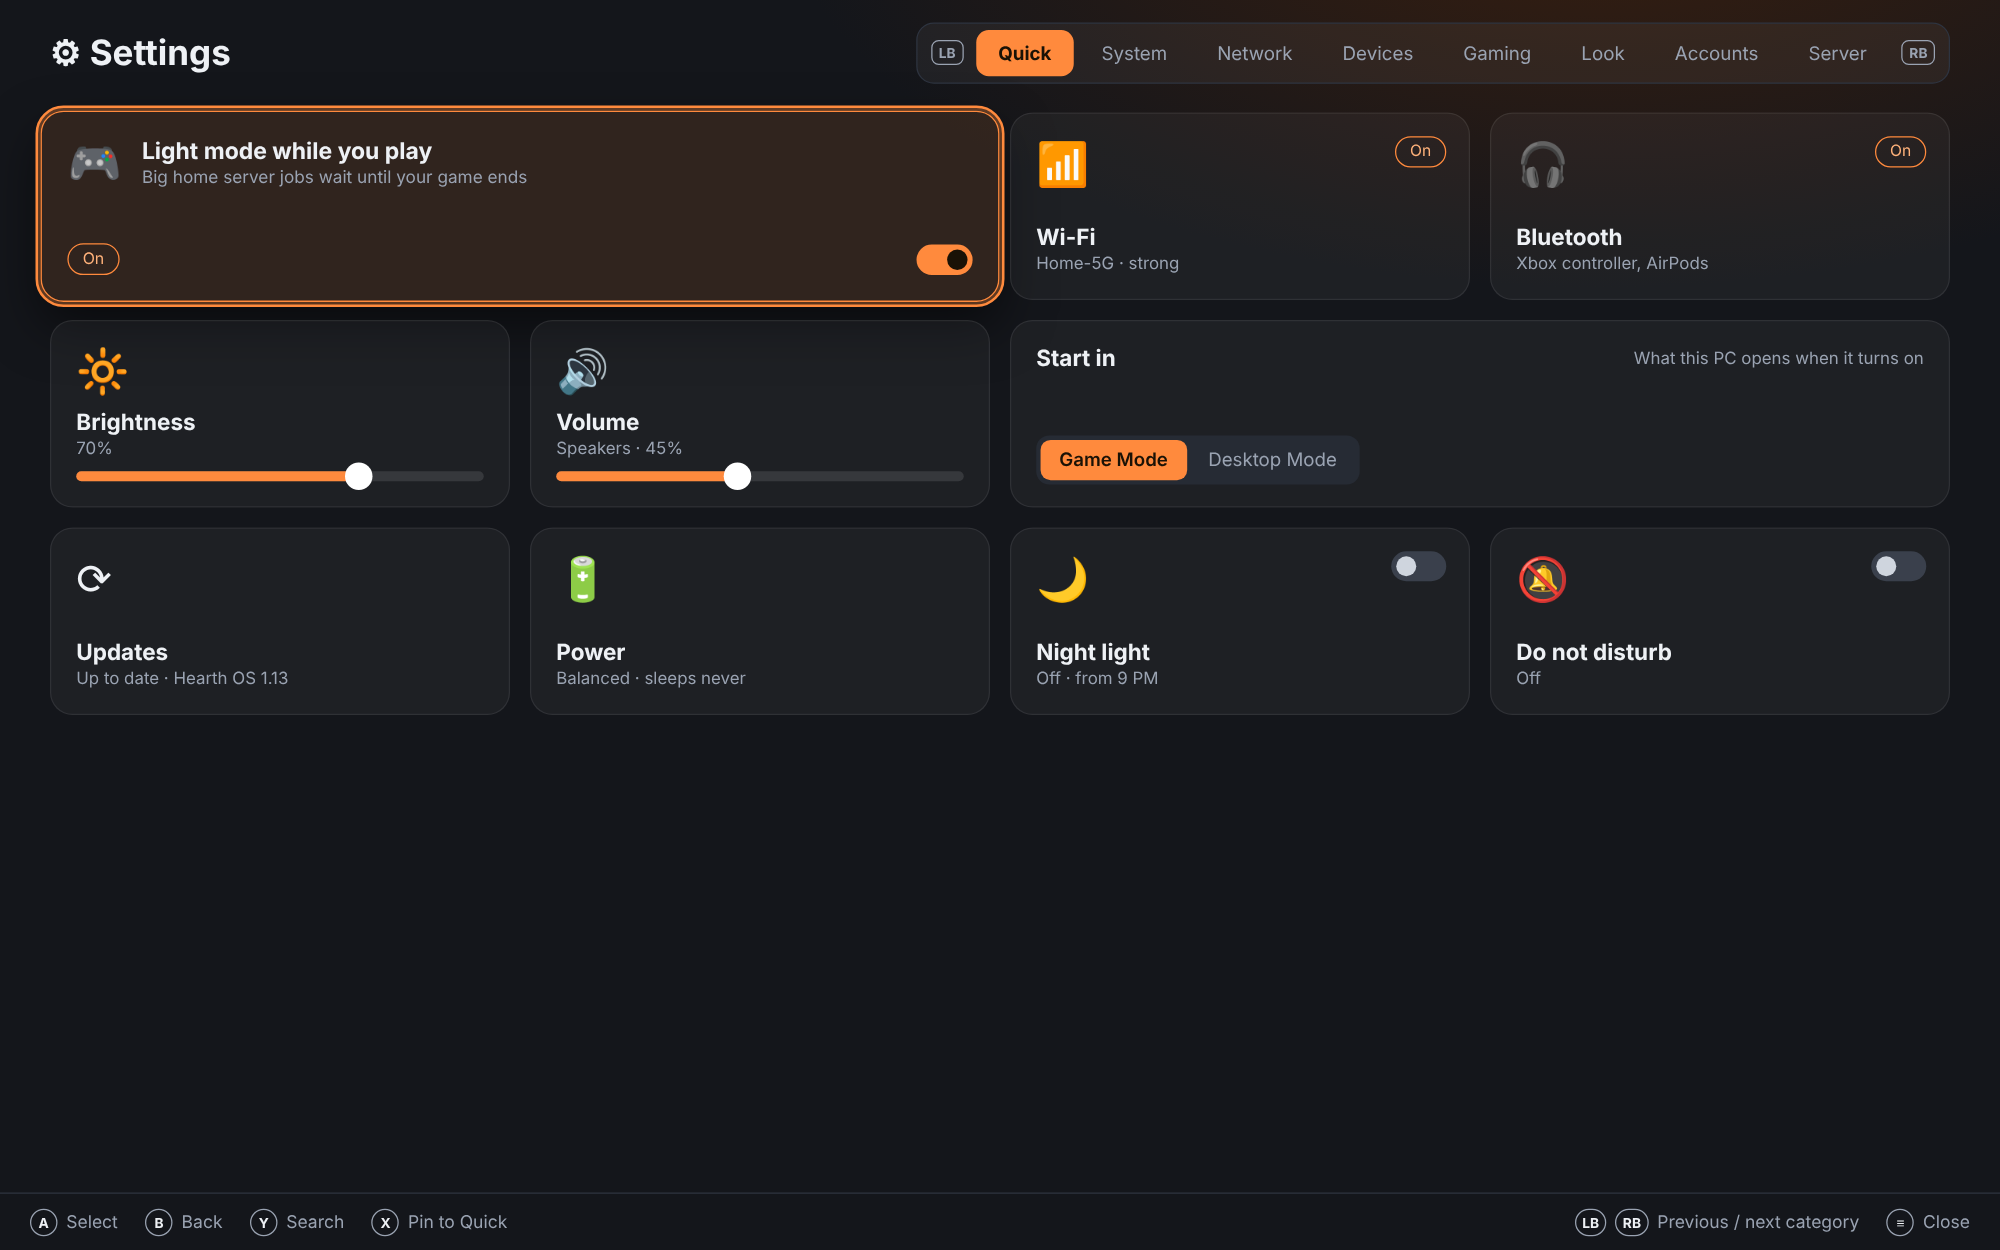 Settings
LB Quick System Network Devices Gaming Look Accounts Server RB
Light mode while you play
Big home server jobs wait until your game ends
On
On
Wi-Fi
Home-5G · strong
On
Bluetooth
Xbox controller, AirPods
Brightness
70%
Volume
Speakers · 45%
Start in
What this PC opens when it turns on
Game Mode Desktop Mode
Updates
Up to date · Hearth OS 1.13
Power
Balanced · sleeps never
Night light
Off · from 9 PM
Do not disturb
Off
A Select B Back Y Search X Pin to Quick
LB RB Previous / next category ≡ Close